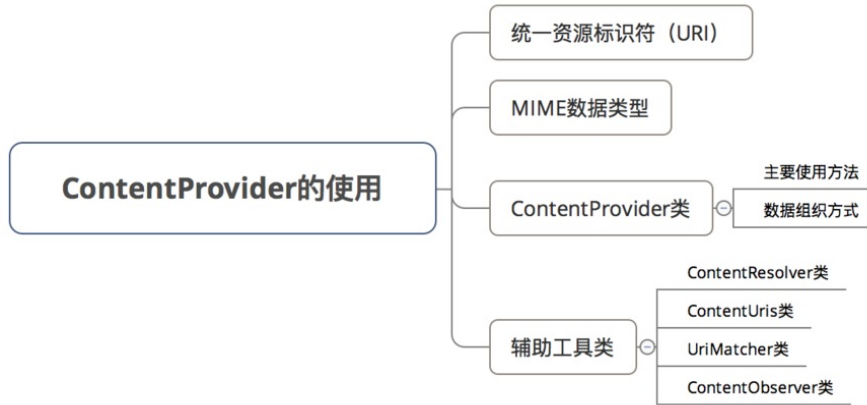 统一资源标识符（URI）
MIME数据类型
ContentProvider的使用
ContentProvider类
主要使用方法
数据组织方式
辅助工具类
ContentResolver类
ContentUris类
UriMatcher类
ContentObserver类